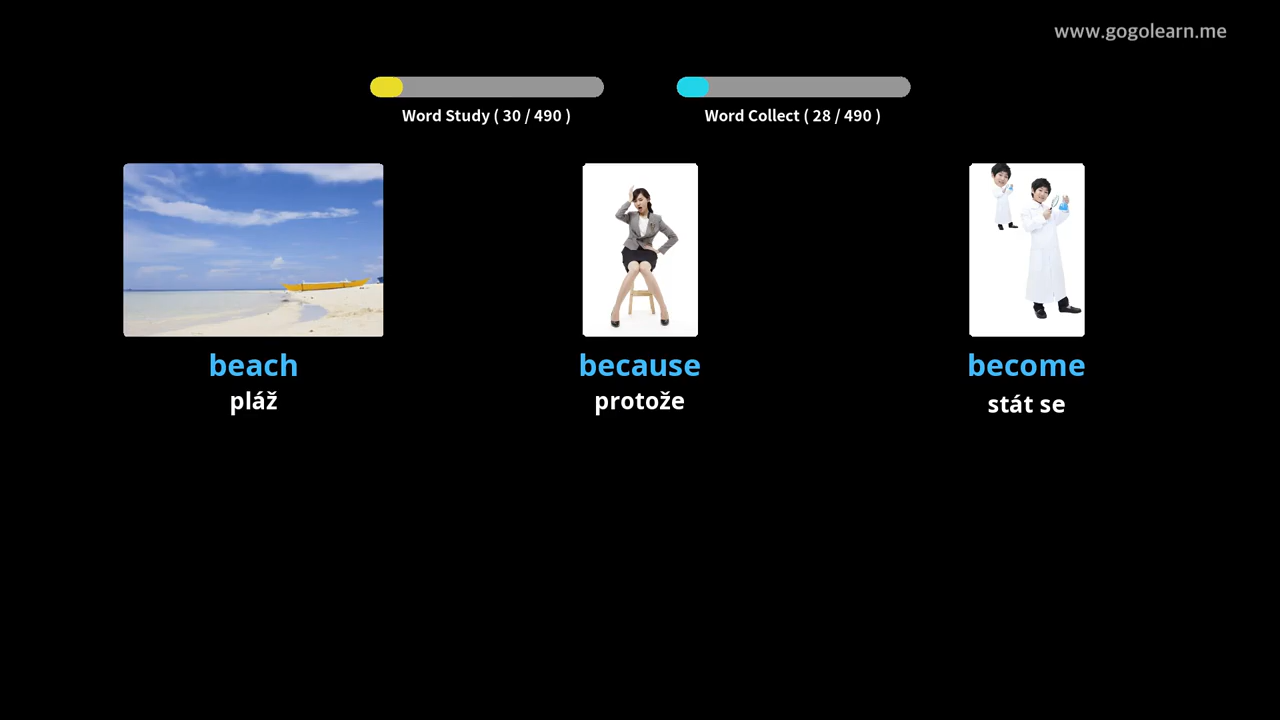 www.gogolearn.me
Word Study ( 30 / 490 )
Word Collect ( 28 / 490 )
beach
pláž
because
protože
become
stát se